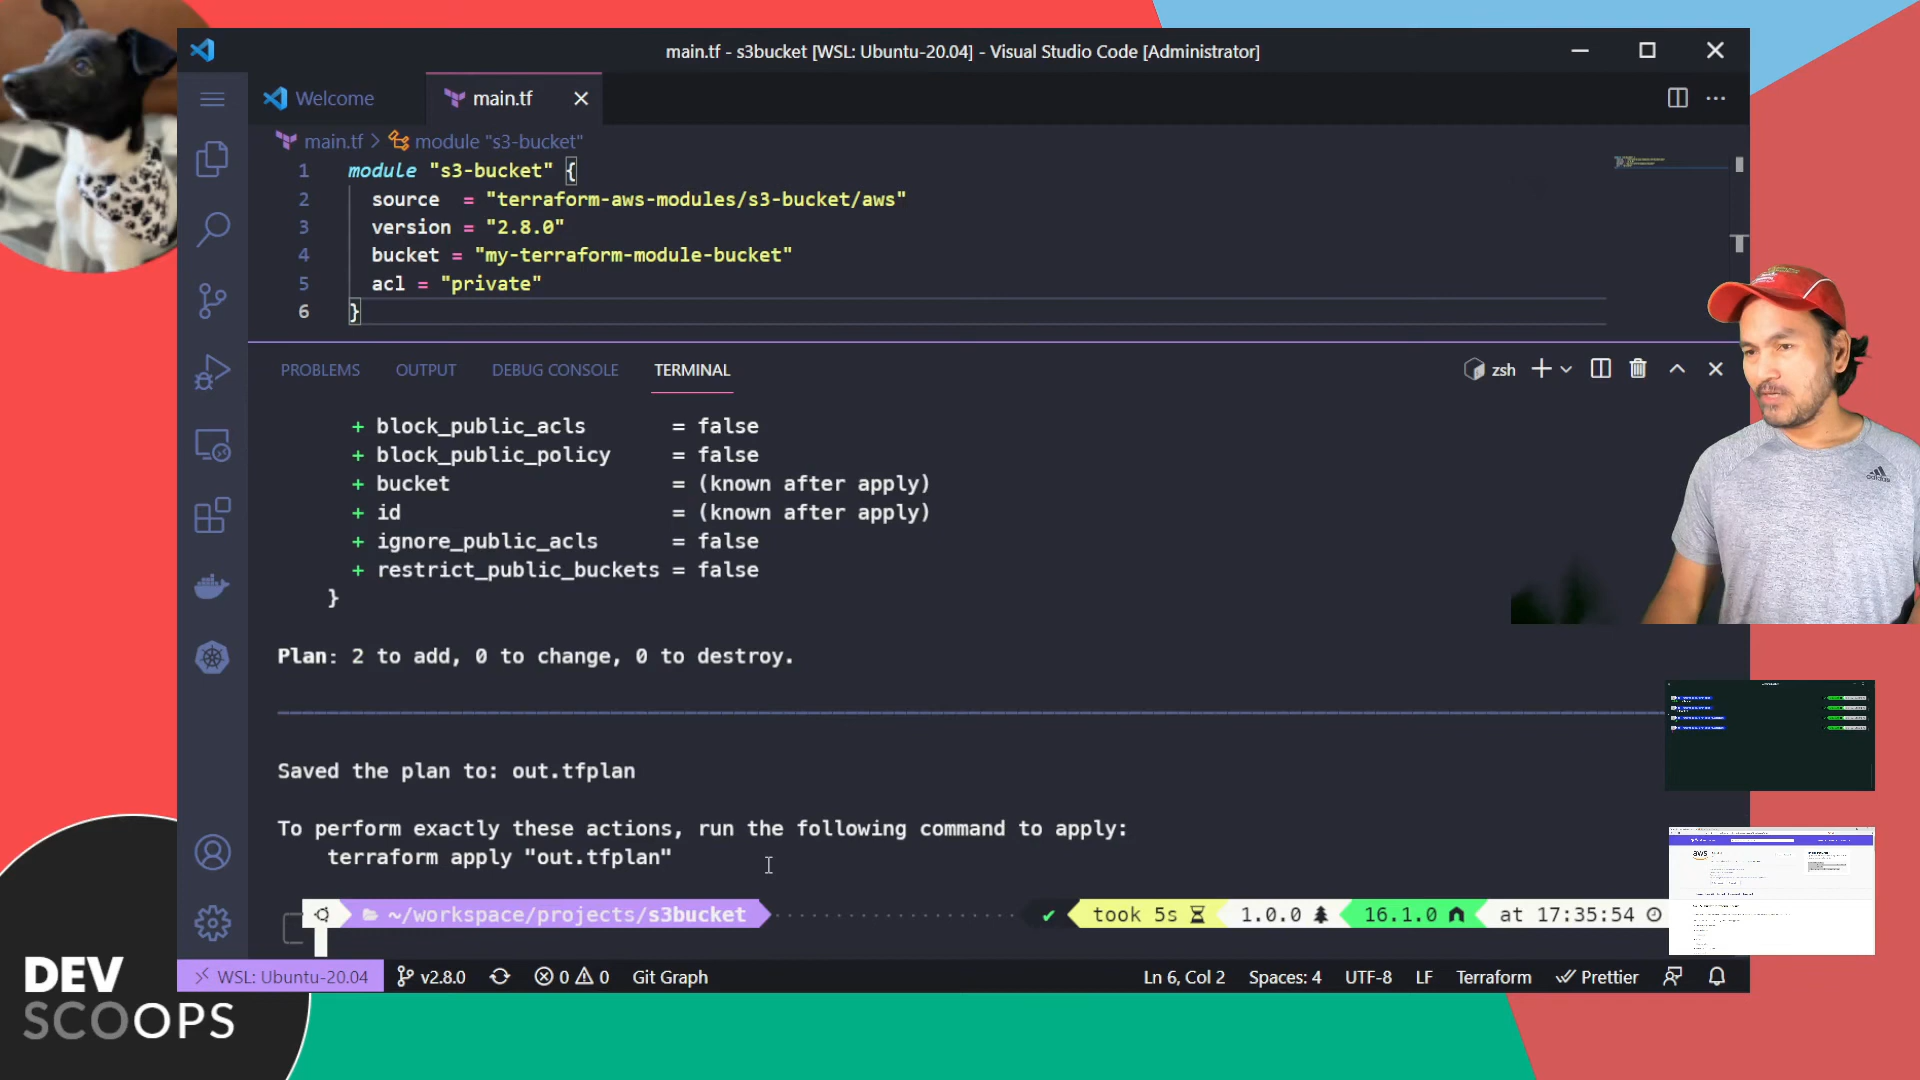 main.tf - s3bucket [WSL: Ubuntu-20.04] - Visual Studio Code [Administrator]
Welcome
main.tf
main.tf > module "s3-bucket"
1 module "s3-bucket" {
2 source = "terraform-aws-modules/s3-bucket/aws"
3 version = "2.8.0"
4 bucket = "my-terraform-module-bucket"
5 acl = "private"
6 }
PROBLEMS OUTPUT DEBUG CONSOLE TERMINAL
zsh
+ block_public_acls = false
+ block_public_policy = false
+ bucket = (known after apply)
+ id = (known after apply)
+ ignore_public_acls = false
+ restrict_public_buckets = false
}
Plan: 2 to add, 0 to change, 0 to destroy.
Saved the plan to: out.tfplan
To perform exactly these actions, run the following command to apply:
terraform apply "out.tfplan"
~/workspace/projects/s3bucket ✔ took 5s 1.0.0 16.1.0 at 17:35:54
WSL: Ubuntu-20.04 v2.8.0 0 0 Git Graph Ln 6, Col 2 Spaces: 4 UTF-8 LF Terraform Prettier
DEV
SCOOPS
aws